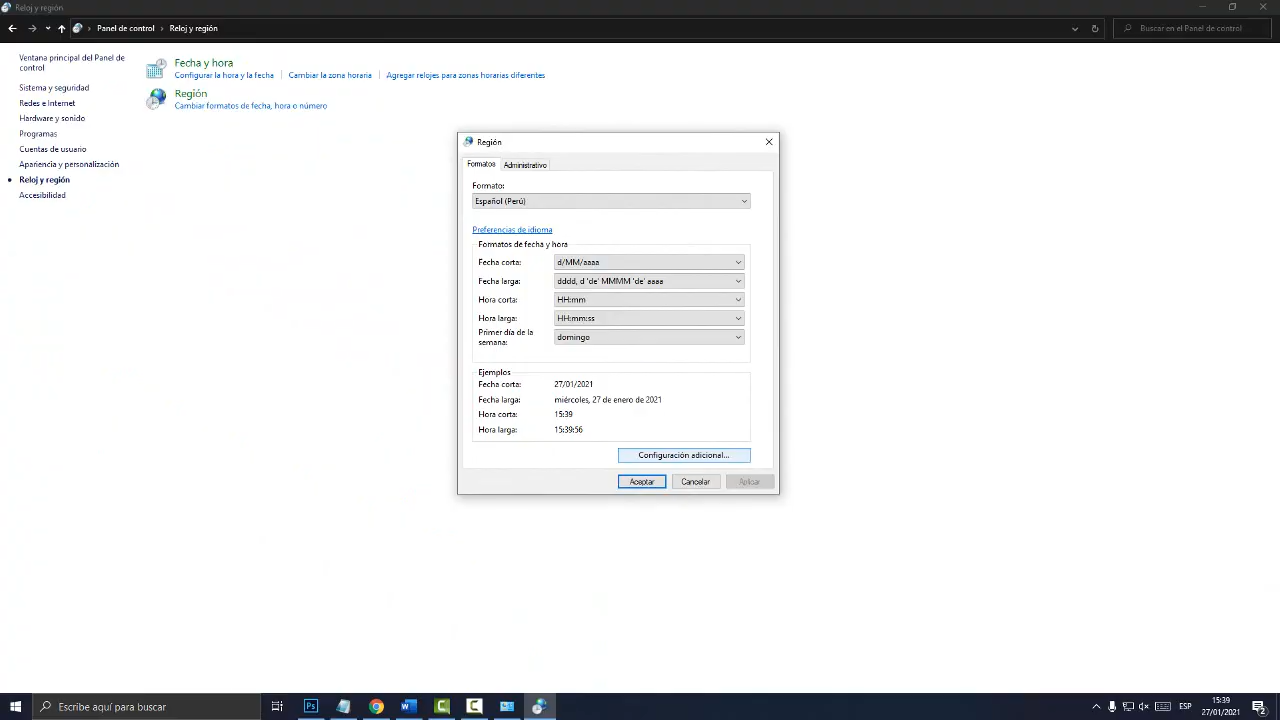 Reloj y región
Panel de control › Reloj y región
Buscar en el Panel de control
Ventana principal del Panel de
control
Sistema y seguridad
Redes e Internet
Hardware y sonido
Programas
Cuentas de usuario
Apariencia y personalización
Reloj y región
Accesibilidad
Fecha y hora
Configurar la hora y la fecha
Cambiar la zona horaria
Agregar relojes para zonas horarias diferentes
Región
Cambiar formatos de fecha, hora o número
Región
Formatos
Administrativo
Formato:
Español (Perú)
Preferencias de idioma
Formatos de fecha y hora
Fecha corta: d/MM/aaaa
Fecha larga: dddd, d 'de' MMMM 'de' aaaa
Hora corta: HH:mm
Hora larga: HH:mm:ss
Primer día de la
semana:
domingo
Ejemplos
Fecha corta: 27/01/2021
Fecha larga: miércoles, 27 de enero de 2021
Hora corta: 15:39
Hora larga: 15:39:56
Configuración adicional...
Aceptar
Cancelar
Aplicar
Escribe aquí para buscar
Ps
W
C
C
ESP
15:39
27/01/2021
2